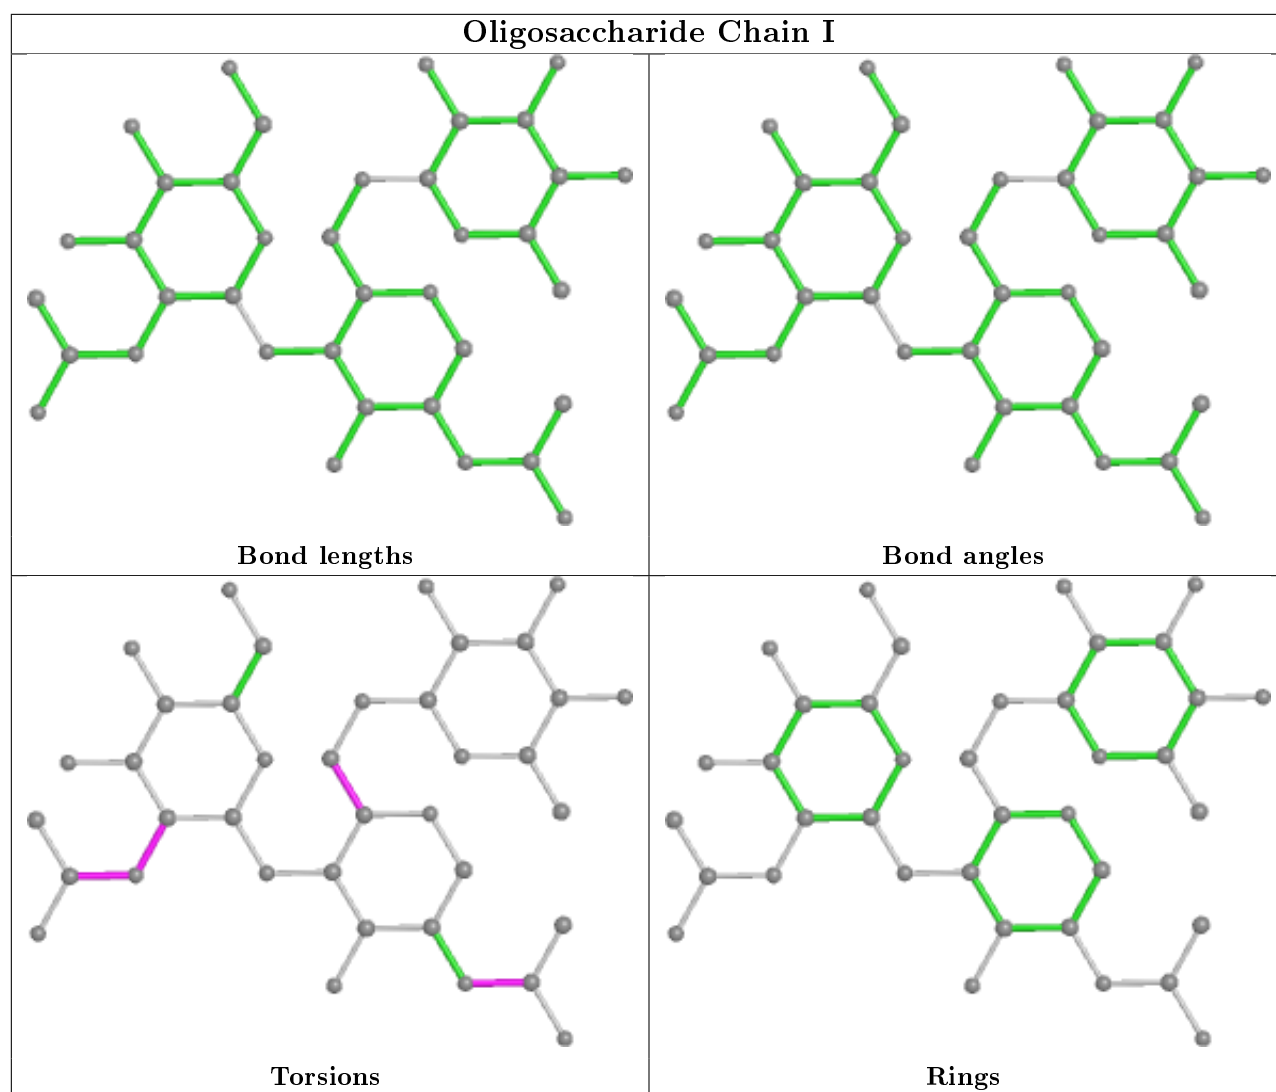 Oligosaccharide Chain I
Bond lengths
Bond angles
Torsions
Rings